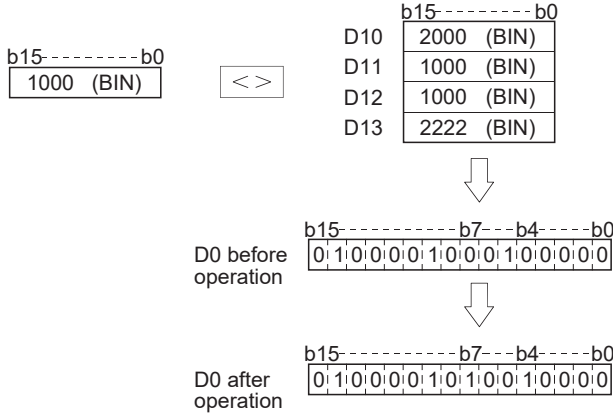 b15 b0
b15 b0
D10 2000 (BIN)
1000 (BIN) <> D11 1000 (BIN)
D12 1000 (BIN)
D13 2222 (BIN)
b15 b7 b4 b0
D0 before 0 1 0 0 0 0 1 0 0 0 1 0 0 0 0 0
operation
b15 b7 b4 b0
D0 after 0 1 0 0 0 0 1 0 1 0 0 1 0 0 0 0
operation